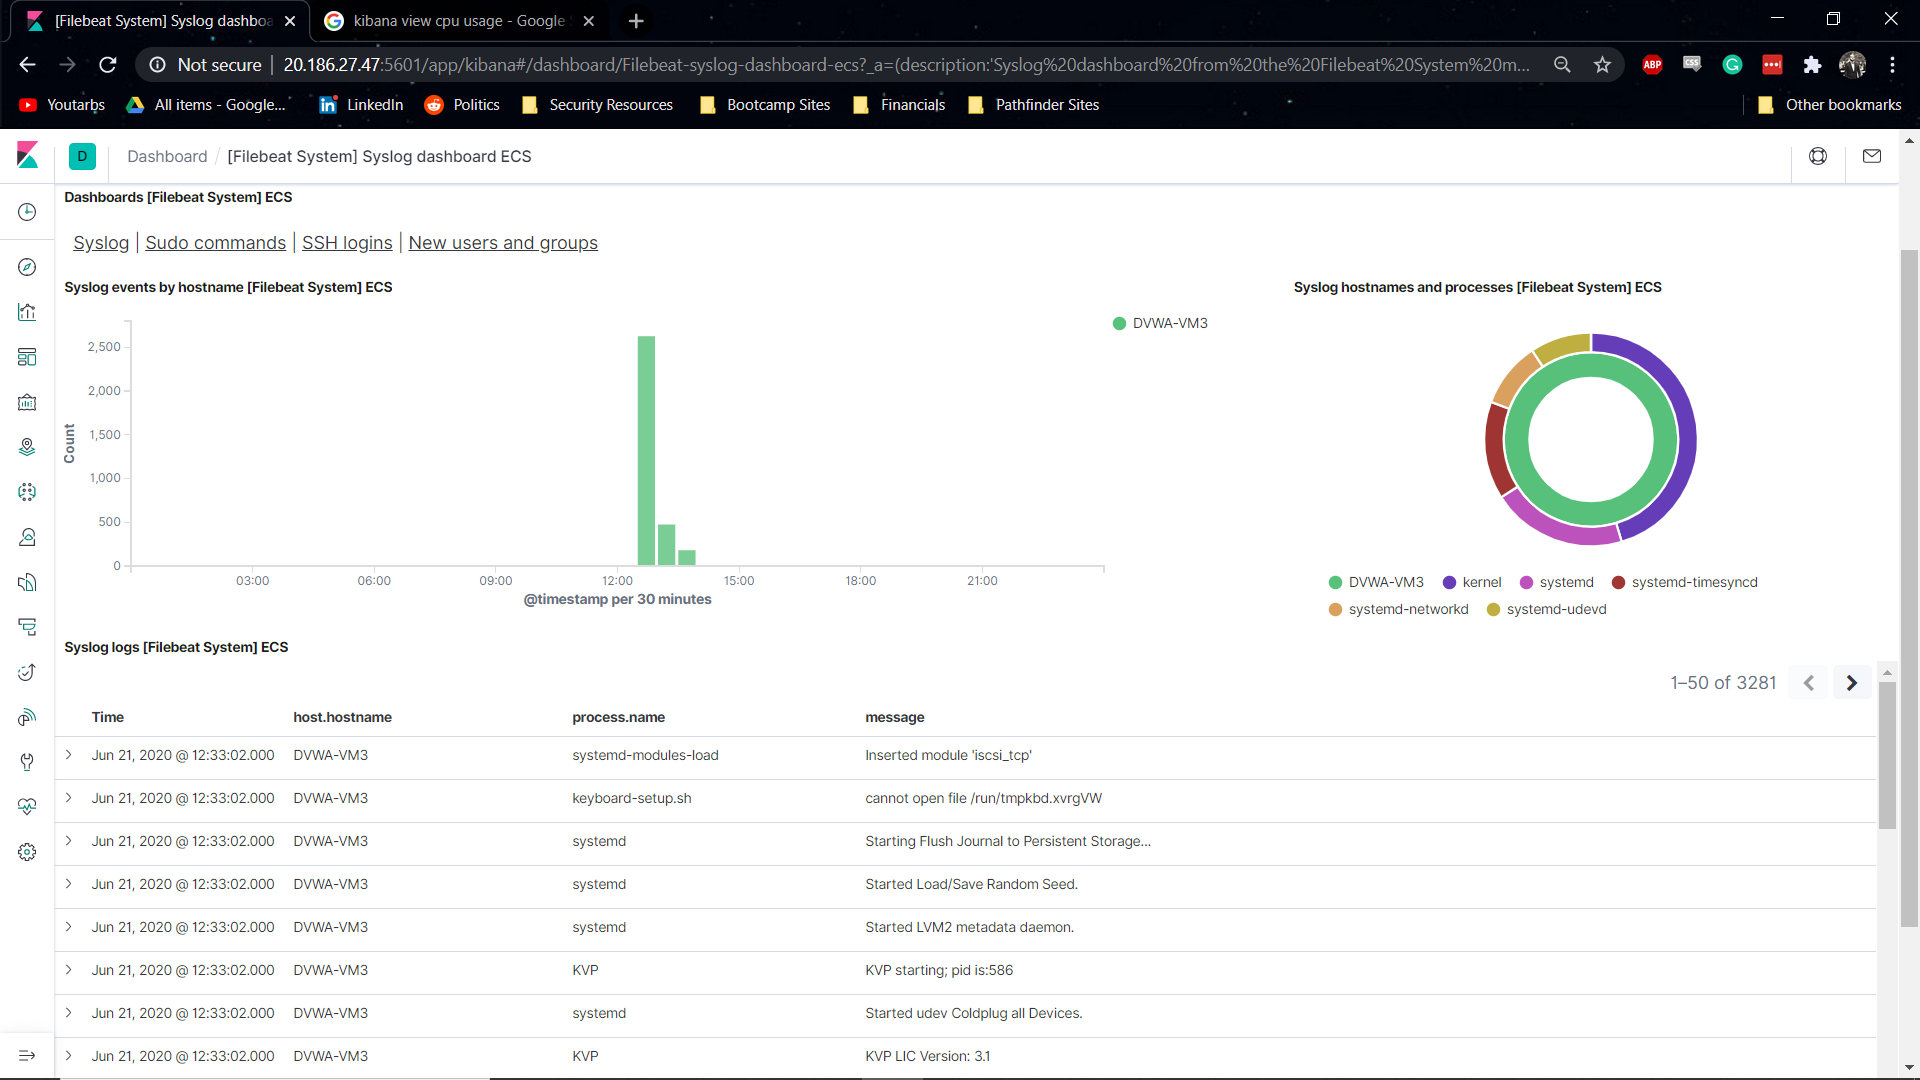 [Filebeat System] Syslog dashboa
kibana view cpu usage - Google
Not secure | 20.186.27.47:5601/app/kibana#/dashboard/Filebeat-syslog-dashboard-ecs?_a=(description:'Syslog%20dashboard%20from%20the%20Filebeat%20System%20m...
ABP
CSS
G
Youtarbs
All items - Google...
LinkedIn
Politics
Security Resources
Bootcamp Sites
Financials
Pathfinder Sites
Other bookmarks
D
Dashboard / [Filebeat System] Syslog dashboard ECS
Dashboards [Filebeat System] ECS
Syslog | Sudo commands | SSH logins | New users and groups
Syslog events by hostname [Filebeat System] ECS
Syslog hostnames and processes [Filebeat System] ECS
DVWA-VM3
2,500
2,000
1,500
1,000
500
0
Count
03:00 06:00 09:00 12:00 15:00 18:00 21:00
@timestamp per 30 minutes
DVWA-VM3 kernel systemd systemd-timesyncd
systemd-networkd systemd-udevd
Syslog logs [Filebeat System] ECS
1–50 of 3281
Time host.hostname process.name message
Jun 21, 2020 @ 12:33:02.000 DVWA-VM3 systemd-modules-load Inserted module 'iscsi_tcp'
Jun 21, 2020 @ 12:33:02.000 DVWA-VM3 keyboard-setup.sh cannot open file /run/tmpkbd.xvrgVW
Jun 21, 2020 @ 12:33:02.000 DVWA-VM3 systemd Starting Flush Journal to Persistent Storage...
Jun 21, 2020 @ 12:33:02.000 DVWA-VM3 systemd Started Load/Save Random Seed.
Jun 21, 2020 @ 12:33:02.000 DVWA-VM3 systemd Started LVM2 metadata daemon.
Jun 21, 2020 @ 12:33:02.000 DVWA-VM3 KVP KVP starting; pid is:586
Jun 21, 2020 @ 12:33:02.000 DVWA-VM3 systemd Started udev Coldplug all Devices.
Jun 21, 2020 @ 12:33:02.000 DVWA-VM3 KVP KVP LIC Version: 3.1